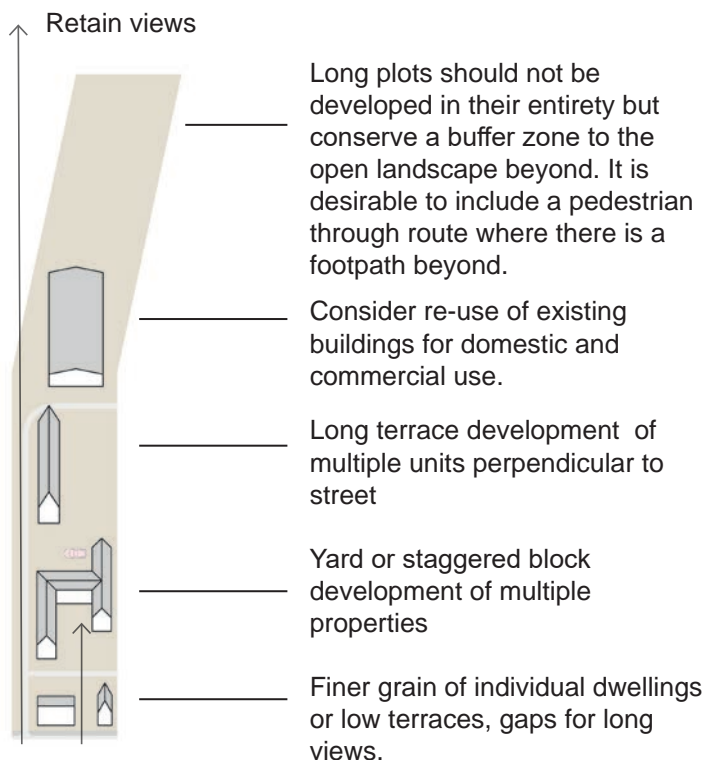 Retain views
Long plots should not be
developed in their entirety but
conserve a buffer zone to the
open landscape beyond. It is
desirable to include a pedestrian
through route where there is a
footpath beyond.
Consider re-use of existing
buildings for domestic and
commercial use.
Long terrace development of
multiple units perpendicular to
street
Yard or staggered block
development of multiple
properties
Finer grain of individual dwellings
or low terraces, gaps for long
views.